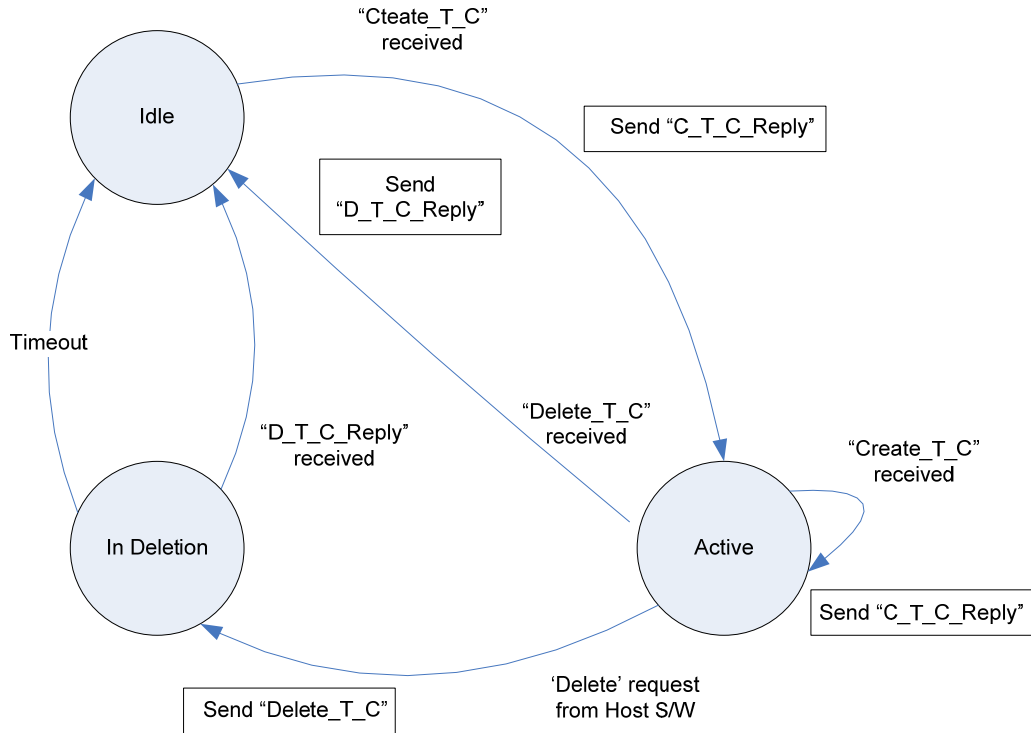 “Cteate_T_C”
received
Idle
Send “C_T_C_Reply”
Send
“D_T_C_Reply”
Timeout
“Delete_T_C”
received
“D_T_C_Reply”
received
“Create_T_C”
received
In Deletion
Active
Send “C_T_C_Reply”
‘Delete’ request
from Host S/W
Send “Delete_T_C”